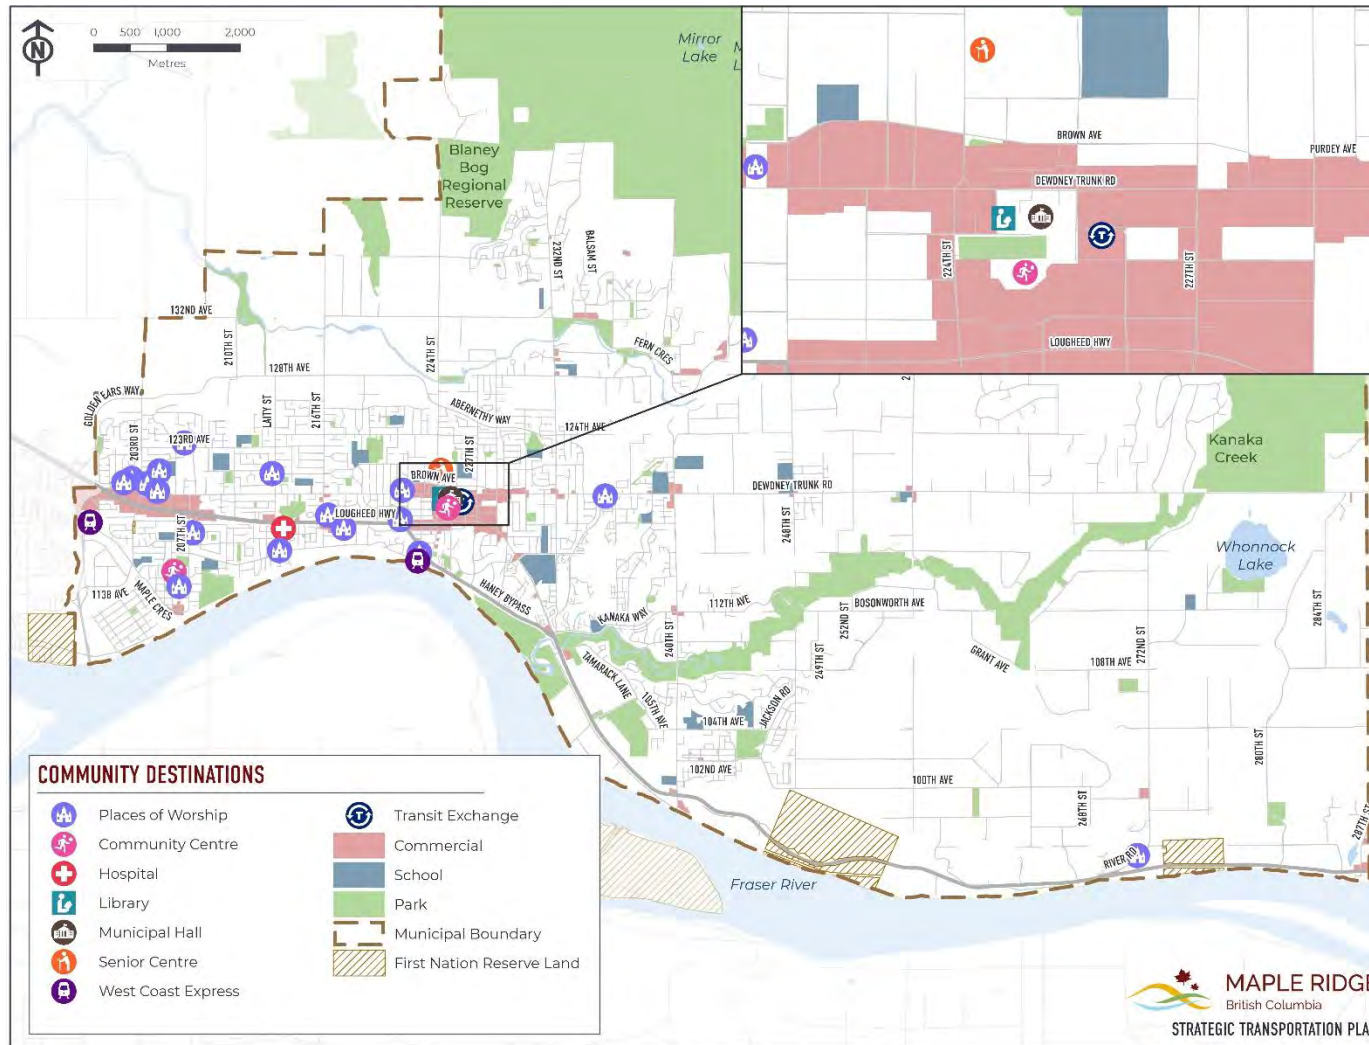 N
0 500 1,000 2,000
Metres
Mirror
Lake
Blaney
Bog
Regional
Reserve
232ND ST
BALSAM ST
132ND AVE
210TH ST
224TH ST
FERN CRES
128TH AVE
GOLDEN EARS WAY
LAITY ST
216TH ST
ABERNETHY WAY
124TH AVE
203RD ST
123RD AVE
227TH ST
BROWN AVE
LOUGHEED HWY
DEWDNEY TRUNK RD
207TH ST
248TH ST
113B AVE
MAPLE CRES
HANEY BYPASS
KANAKA WAY
112TH AVE
240TH ST
252ND ST
BOSONWORTH AVE
249TH ST
GRANT AVE
108TH AVE
272ND ST
284TH ST
Kanaka
Creek
Whonnock
Lake
TAMARACK LANE
105TH AVE
104TH AVE
JACKSON RD
102ND AVE
100TH AVE
268TH ST
280TH ST
287TH ST
RIVER RD
Fraser River
BROWN AVE
PURDEY AVE
DEWDNEY TRUNK RD
224TH ST
227TH ST
LOUGHEED HWY
COMMUNITY DESTINATIONS
Places of Worship
Community Centre
Hospital
Library
Municipal Hall
Senior Centre
West Coast Express
T
Transit Exchange
Commercial
School
Park
Municipal Boundary
First Nation Reserve Land
MAPLE RIDGE
British Columbia
STRATEGIC TRANSPORTATION PLA